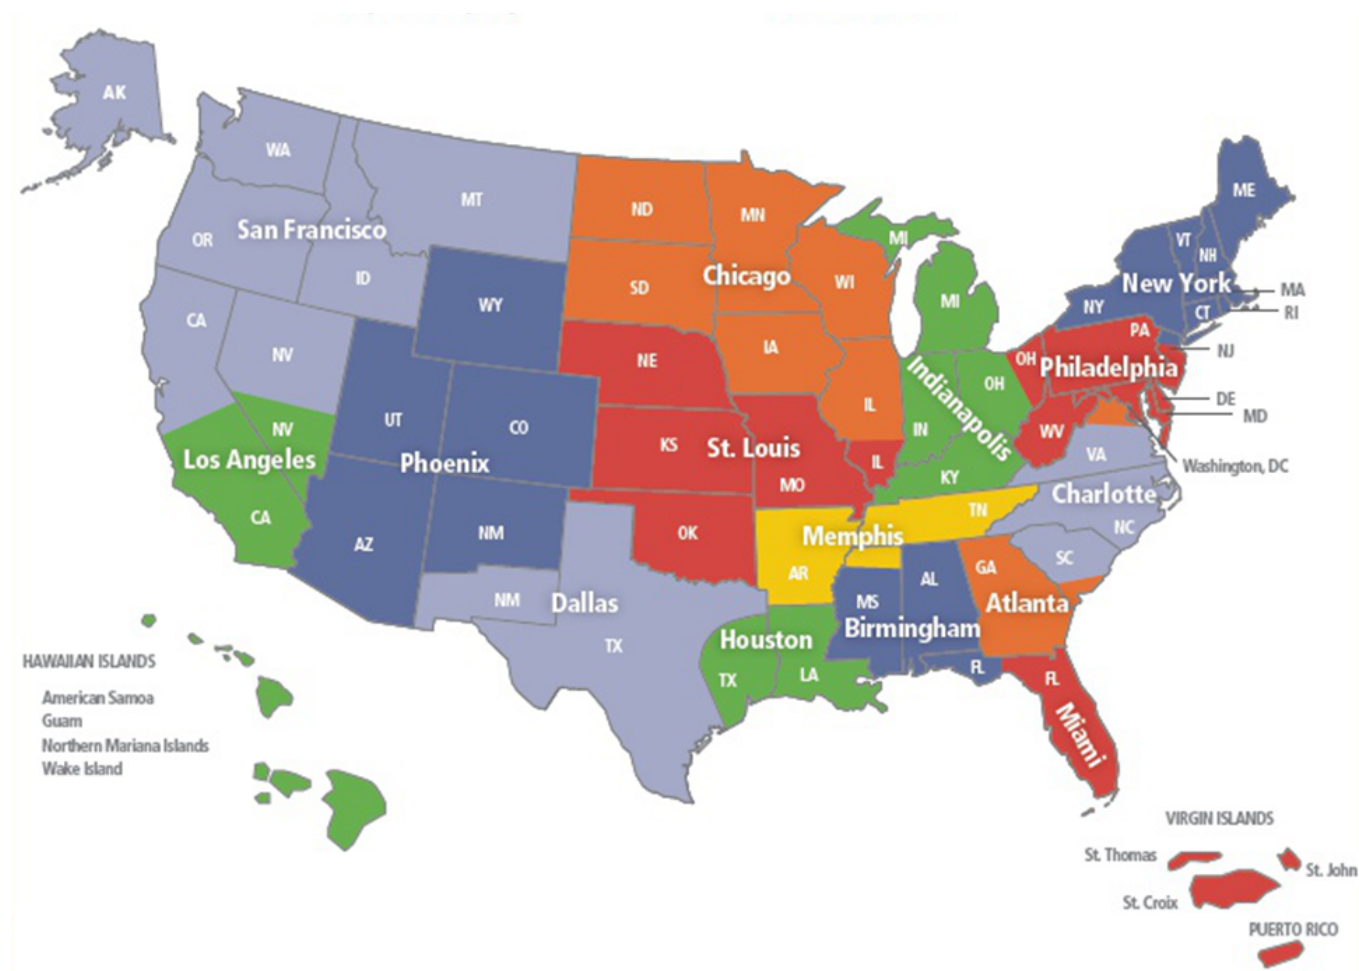 AK
WA
MT
ND
MN
ME
OR
San Francisco
ID
MI
VT
NH
SD
Chicago
WI
MI
New York
MA
WY
NY
CT
RI
CA
NV
NE
IA
PA
NJ
OH
Philadelphia
Indianapolis
OH
DE
MD
IL
UT
CO
IN
NV
Los Angeles
Phoenix
KS
St. Louis
IL
WV
VA
Washington, DC
MO
KY
Charlotte
CA
AZ
NM
OK
Memphis
TN
NC
AR
SC
NM
Dallas
MS
AL
GA
Atlanta
TX
Houston
Birmingham
TX
LA
FL
FL
Miami
HAWAIIAN ISLANDS
American Samoa
Guam
Northern Mariana Islands
Wake Island
VIRGIN ISLANDS
St. Thomas
St. John
St. Croix
PUERTO RICO